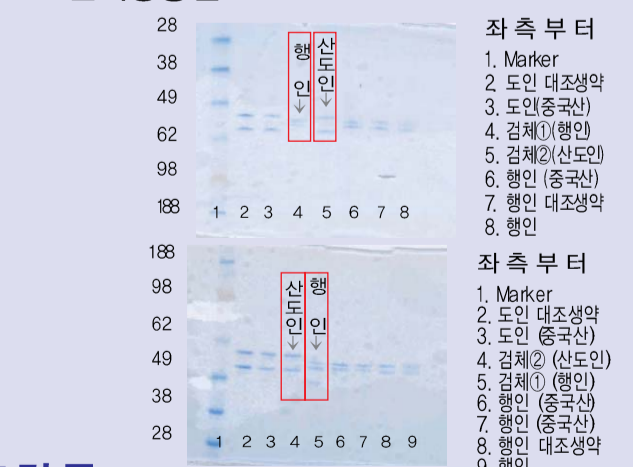 28
38
49
62
98
188
행인
산도인
1 2 3 4 5 6 7 8
좌측부터
1. Marker
2. 도인 대조생약
3. 도인(중국산)
4. 검체①(행인)
5. 검체②(산도인)
6. 행인 (중국산)
7. 행인 대조생약
8. 행인
188
98
62
49
38
28
산도인
행인
1 2 3 4 5 6 7 8 9
좌측부터
1. Marker
2. 도인 대조생약
3. 도인 (중국산)
4. 검체② (산도인)
5. 검체① (행인)
6. 행인 (중국산)
7. 행인 (중국산)
8. 행인 대조생약
9. 행인